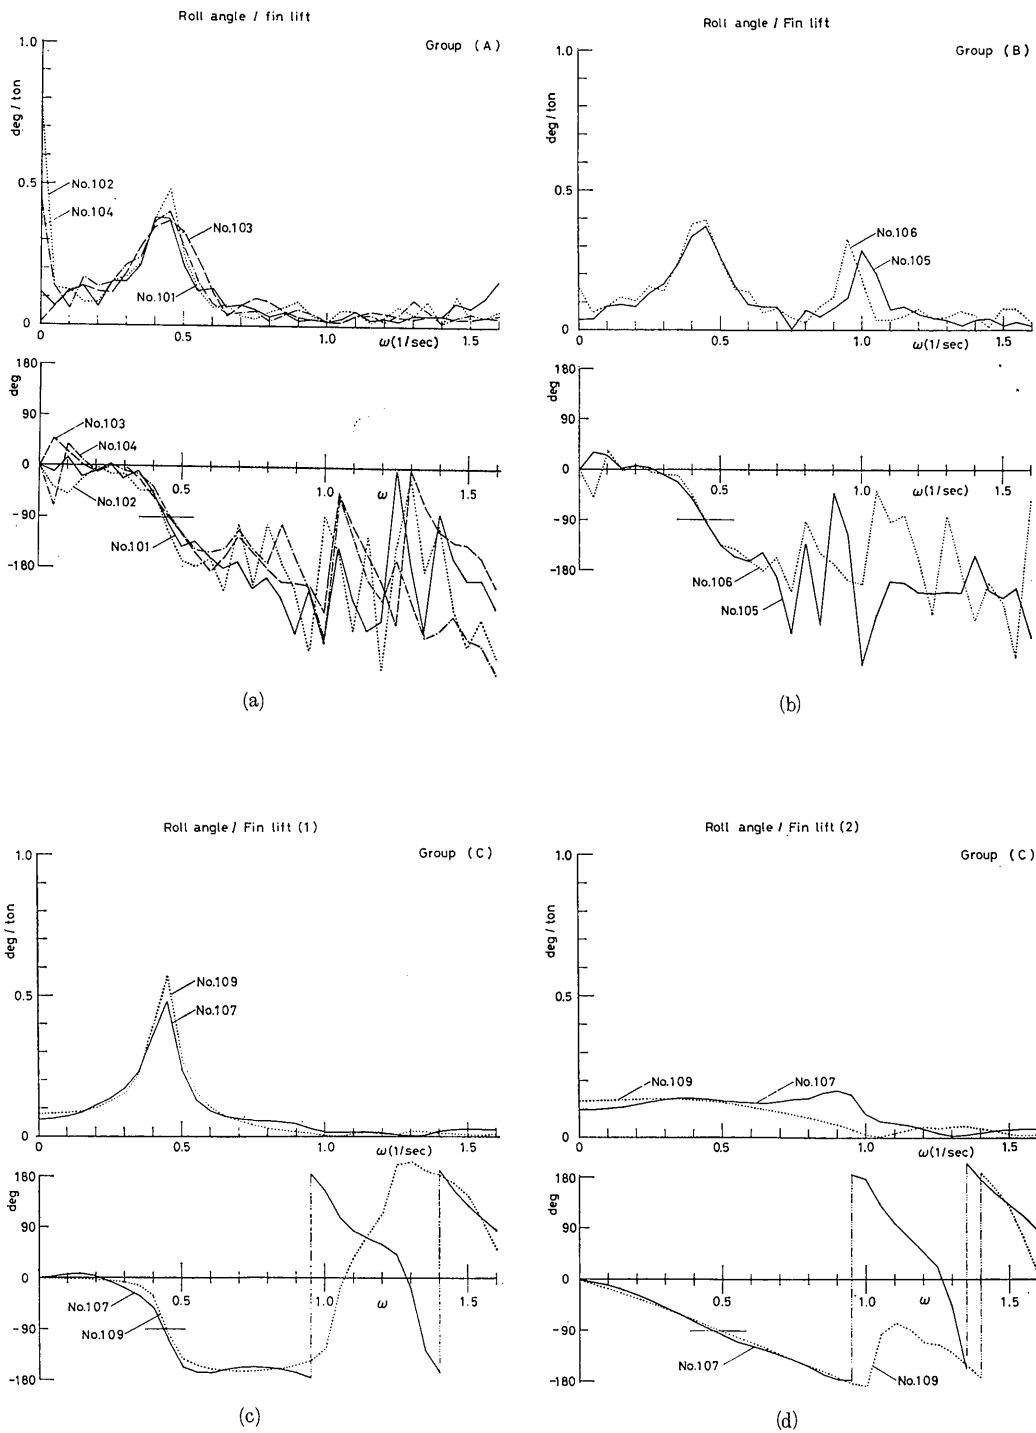 Roll angle / fin lift
Group (A)
1.0
deg / ton
0.5
No.102
No.104
No.103
No.101
0
0
0.5
1.0
1.5
ω(1/sec)
180
deg
90
0
-90
-180
No.103
No.104
No.102
No.101
0.5
1.0
ω
1.5
(a)
Roll angle / Fin lift
Group (B)
1.0
deg / ton
0.5
No.106
No.105
0
0
0.5
1.0
1.5
ω(1/sec)
180
deg
90
0
-90
-180
0.5
1.0
ω(1/sec)
1.5
No.106
No.105
(b)
Roll angle / Fin lift (1)
Group (C)
1.0
deg / ton
0.5
No.109
No.107
0
0
0.5
1.0
1.5
ω(1/sec)
180
deg
90
0
-90
-180
No.107
No.109
0.5
1.0
ω
1.5
(c)
Roll angle / Fin lift (2)
Group (C)
1.0
deg / ton
0.5
No.109
No.107
0
0
0.5
1.0
1.5
ω(1/sec)
180
deg
90
0
-90
-180
0.5
1.0
ω
1.5
No.107
No.109
(d)